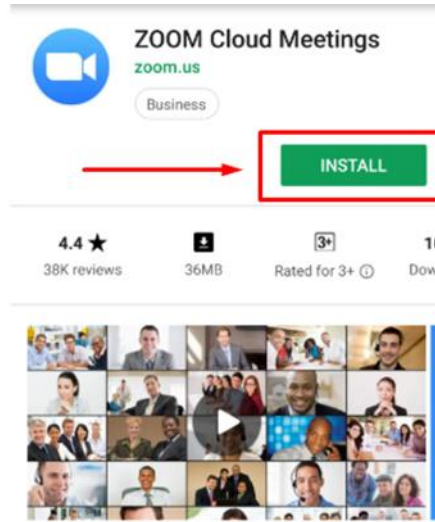 ZOOM Cloud Meetings
zoom.us
Business
INSTALL
4.4 ★
38K reviews
36MB
3+
Rated for 3+